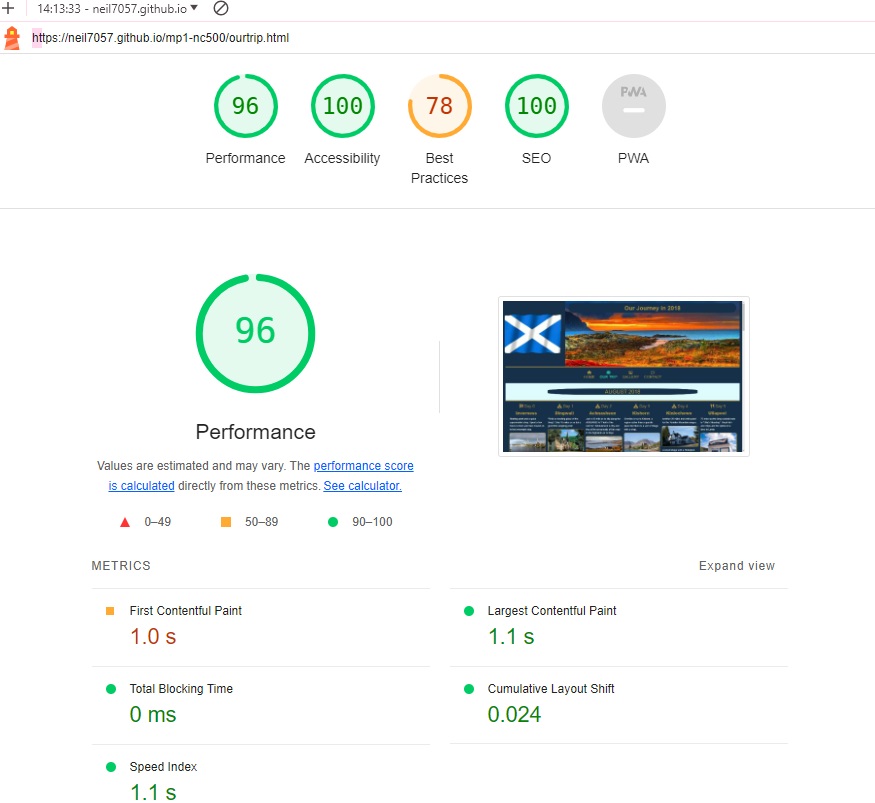 14:13:33 - neil7057.github.io
https://neil7057.github.io/mp1-nc500/ourtrip.html
96
100
78
100
PWA
Performance
Accessibility
Best
Practices
SEO
PWA
Our Journey in 2018
96
AUGUST 2018
Performance
Values are estimated and may vary. The performance score
is calculated directly from these metrics. See calculator.
0–49
50–89
90–100
METRICS
Expand view
First Contentful Paint
1.0 s
Largest Contentful Paint
1.1 s
Total Blocking Time
0 ms
Cumulative Layout Shift
0.024
Speed Index
1.1 s